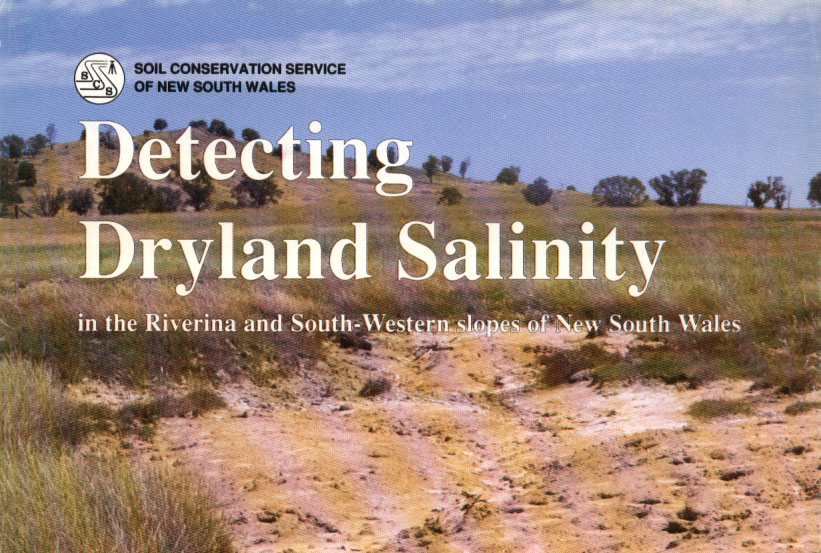 SCS
SOIL CONSERVATION SERVICE
OF NEW SOUTH WALES
Detecting
Dryland Salinity
in the Riverina and South-Western slopes of New South Wales